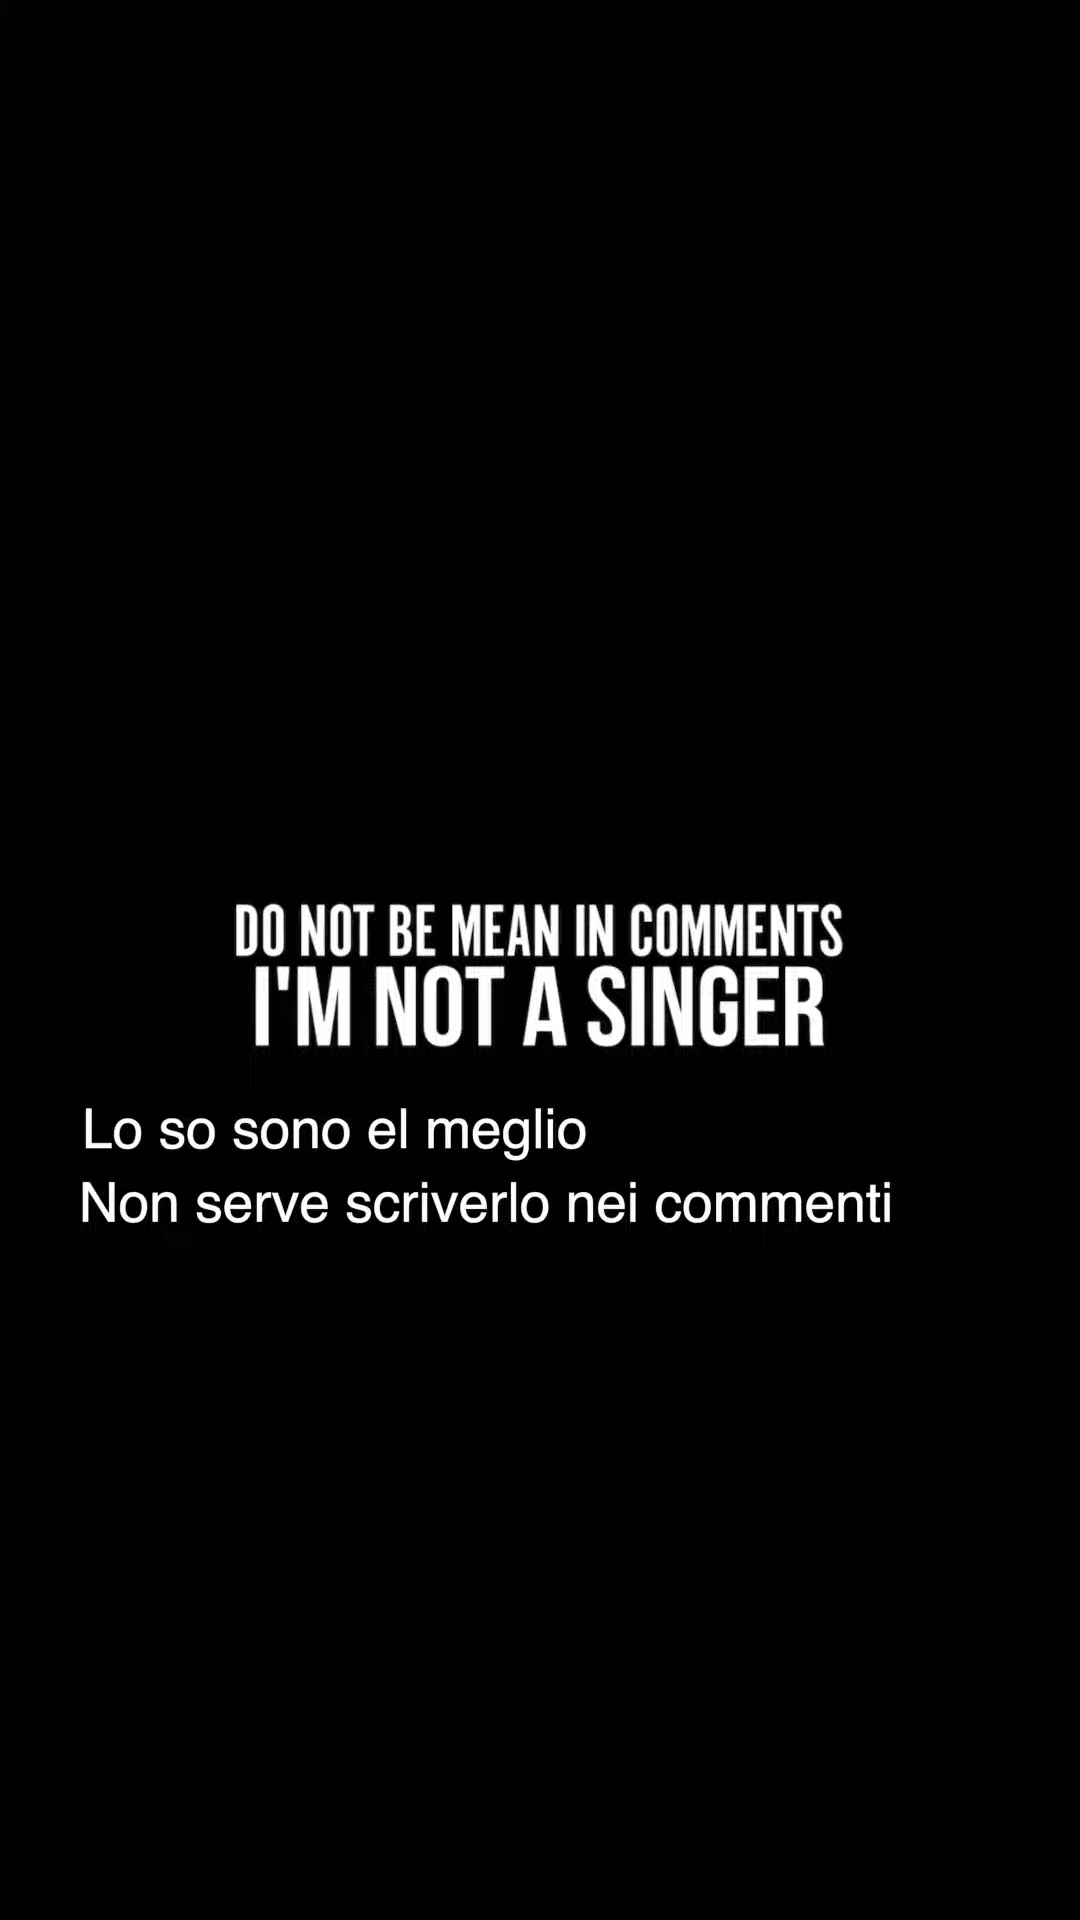 DO NOT BE MEAN IN COMMENTS
I'M NOT A SINGER
Lo so sono el meglio
Non serve scriverlo nei commenti